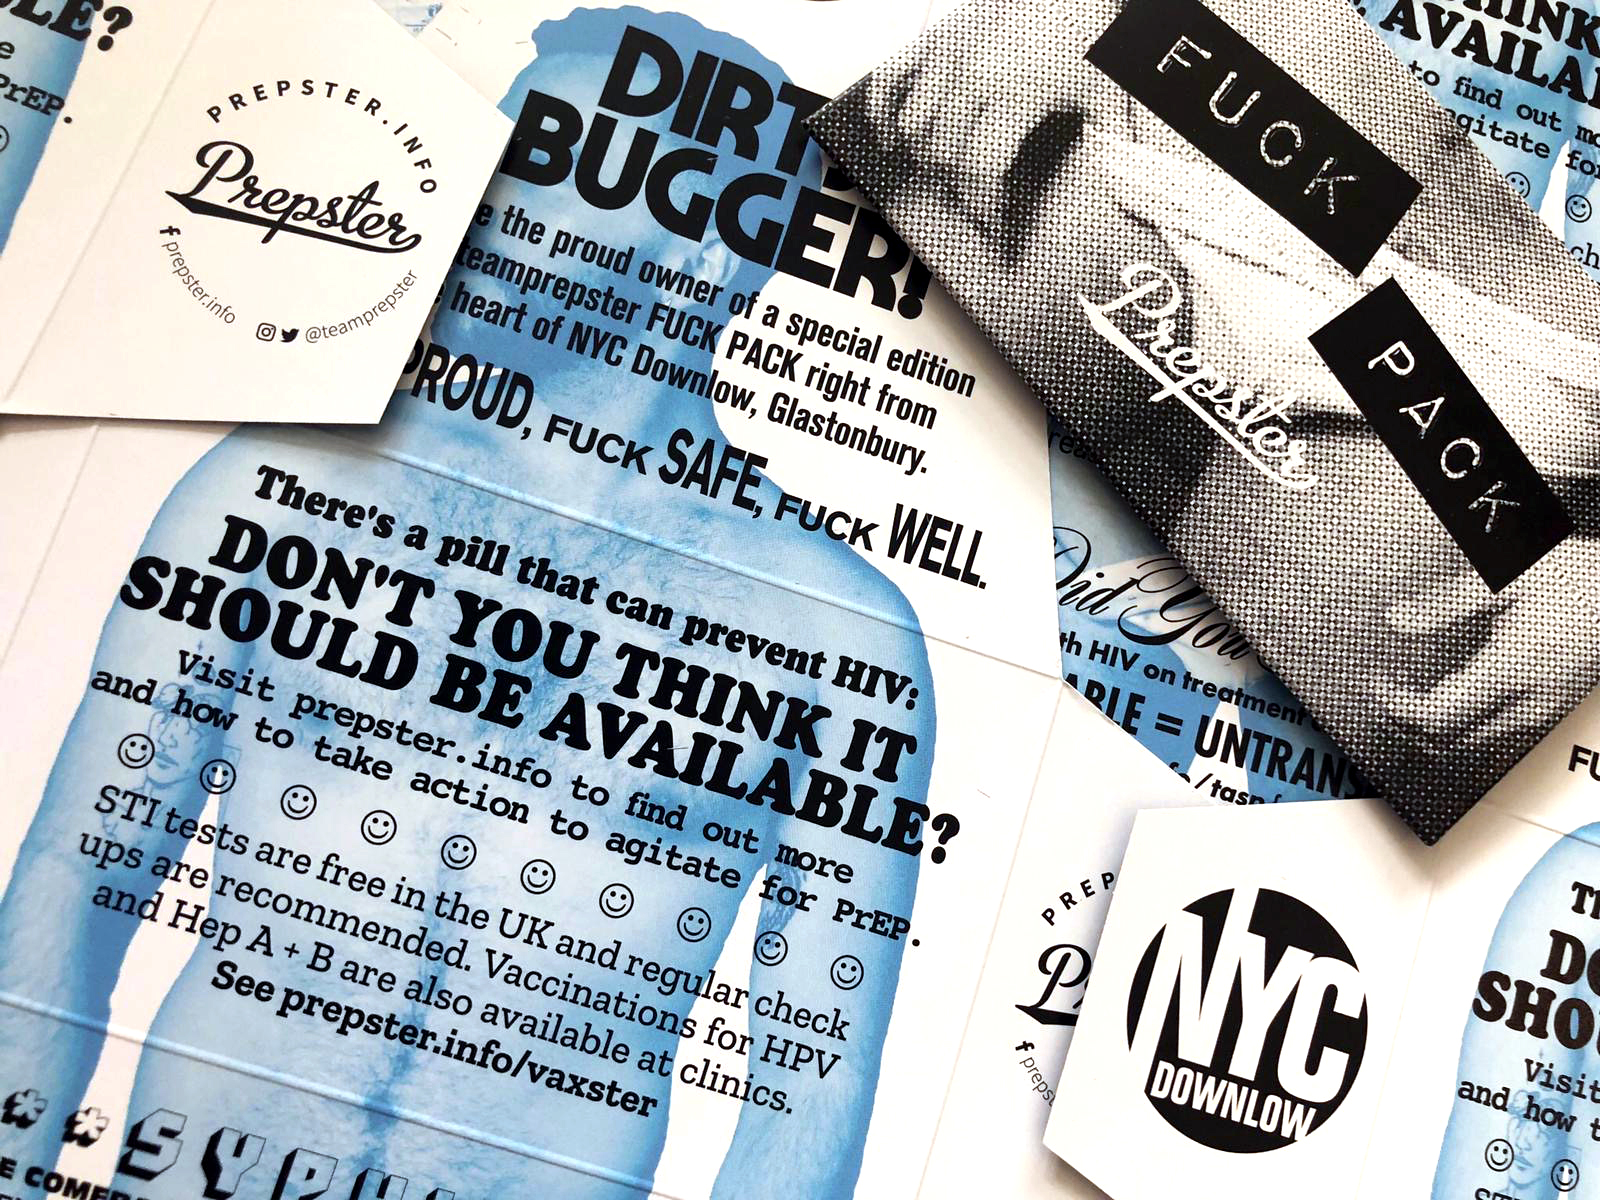 PREPSTER.INFO
Prepster
prepster.info
@teamprepster
PrEP.
DIRTY
BUGGER!
the proud owner of a special edition
teamprepster FUCK PACK right from
heart of NYC Downlow, Glastonbury.
PROUD, FUCK SAFE, FUCK WELL.
There's a pill that can prevent HIV:
DON'T YOU THINK IT
SHOULD BE AVAILABLE?
Visit prepster.info to find out more
and how to take action to agitate for PrEP.
STI tests are free in the UK and regular check
ups are recommended. Vaccinations for HPV
and Hep A + B are also available at clinics.
See prepster.info/vaxster
FUCK
PACK
Prepster
to find out
agitate
Did You
HIV on treatment
= UNTRANS
NYC
DOWNLOW
Visit
and how